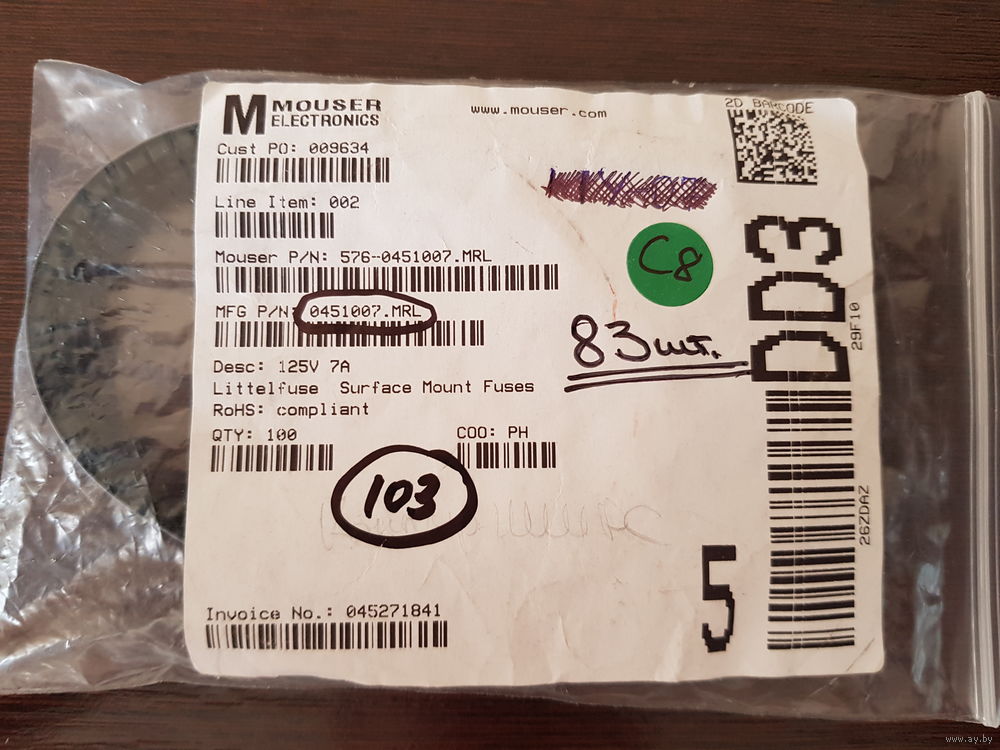 MOUSER
ELECTRONICS
www.mouser.com
2D BARCODE
Cust PO: 009634
Line Item: 002
Mouser P/N: 576-0451007.MRL
C8
MFG P/N: 0451007.MRL
83шт.
DD3
29F10
Desc: 125V 7A
Littelfuse Surface Mount Fuses
RoHS: compliant
QTY: 100
COO: PH
103
26ZDAZ
5
Invoice No.: 045271841
www.ay.by